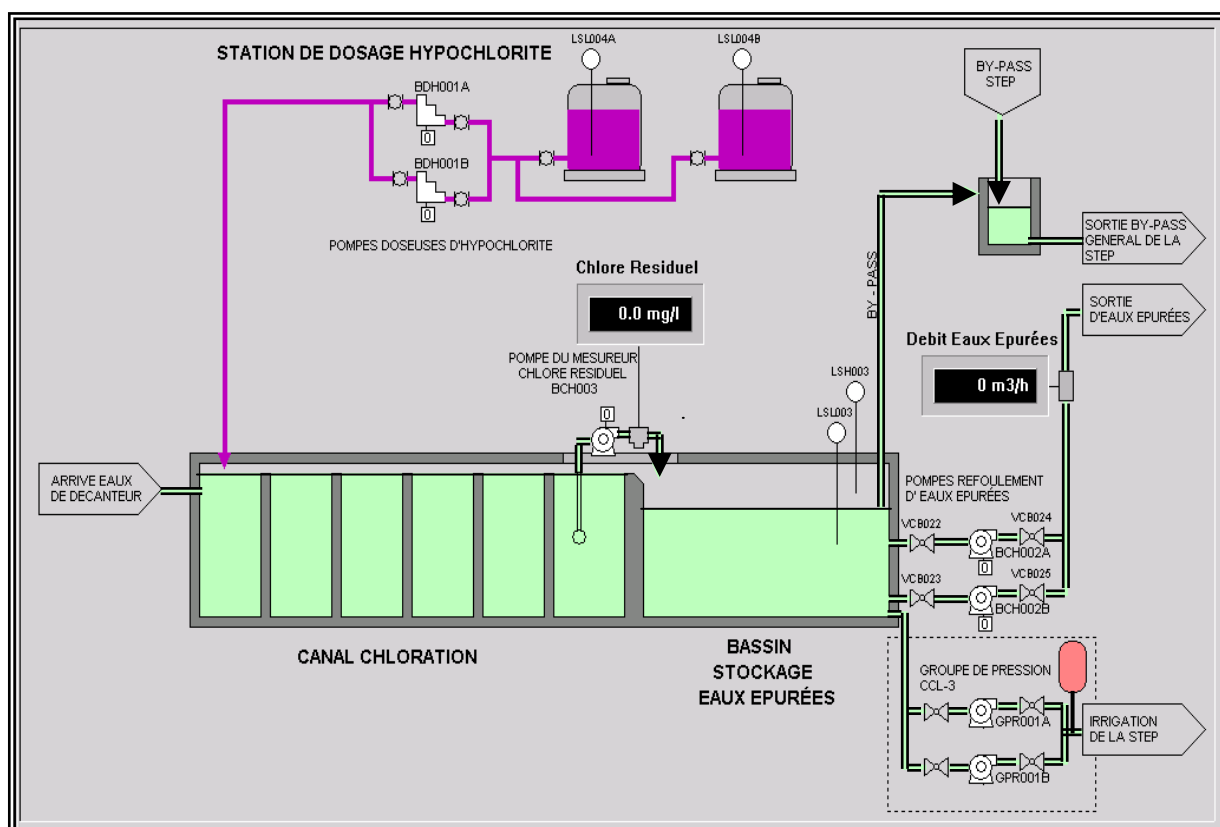 STATION DE DOSAGE HYPOCHLORITE
LSL004A
LSL004B
BY-PASS
STEP
BDH001A
0
BDH001B
0
POMPES DOSEUSES D'HYPOCHLORITE
SORTIE BY-PASS
GENERAL DE LA
STEP
BY - PASS
Chlore Residuel
0.0 mg/l
SORTIE
D'EAUX EPURÉES
Debit Eaux Epurées
0 m3/h
POMPE DU MESUREUR
CHLORE RESIDUEL
BCH003
0
LSH003
LSL003
ARRIVE EAUX
DE DECANTEUR
POMPES REFOULEMENT
D' EAUX EPURÉES
VCB022
VCB024
BCH002A
0
VCB023
VCB025
BCH002B
0
CANAL CHLORATION
BASSIN
STOCKAGE
EAUX EPURÉES
GROUPE DE PRESSION
CCL-3
GPR001A
GPR001B
IRRIGATION
DE LA STEP